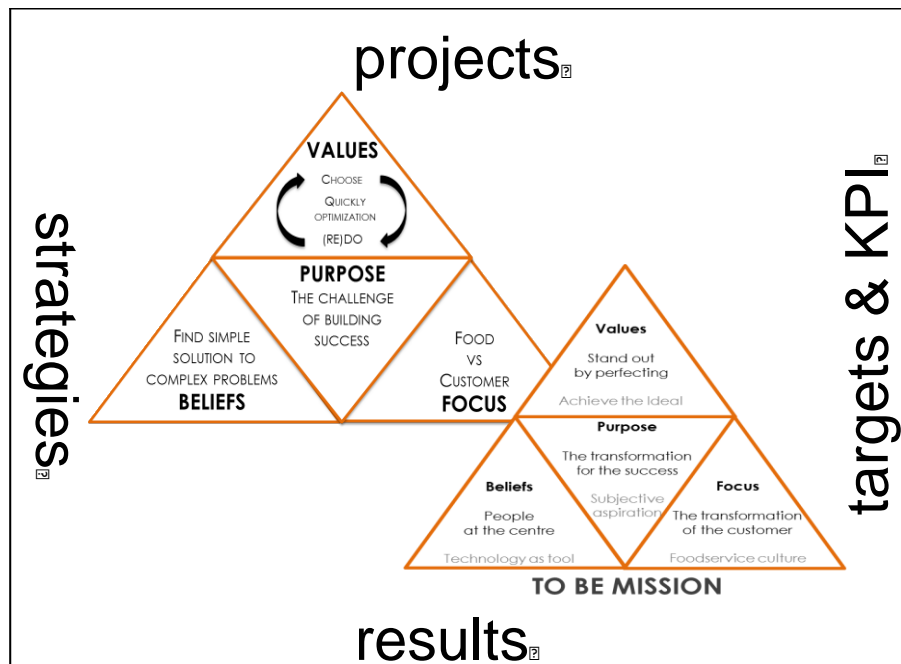 projects
VALUES
CHOOSE
QUICKLY
OPTIMIZATION
(RE)DO
PURPOSE
THE CHALLENGE
OF BUILDING
SUCCESS
FIND SIMPLE
SOLUTION TO
COMPLEX PROBLEMS
BELIEFS
FOOD
VS
CUSTOMER
FOCUS
strategies
targets & KPI
Values
Stand out
by perfecting
Achieve the Ideal
Purpose
The transformation
for the success
Subjective
aspiration
Beliefs
People
at the centre
Technology as tool
Focus
The transformation
of the customer
Foodservice culture
TO BE MISSION
results